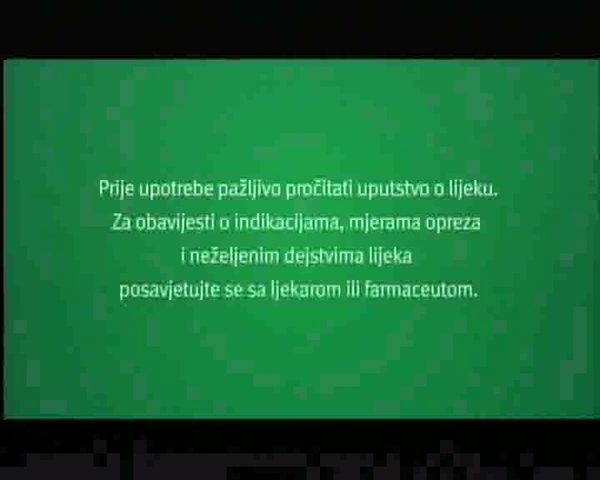 Prije upotrebe pažljivo pročitati uputstvo o lijeku.
Za obavijesti o indikacijama, mjerama opreza
i neželjenim dejstvima lijeka
posavjetujte se sa ljekarom ili farmaceutom.